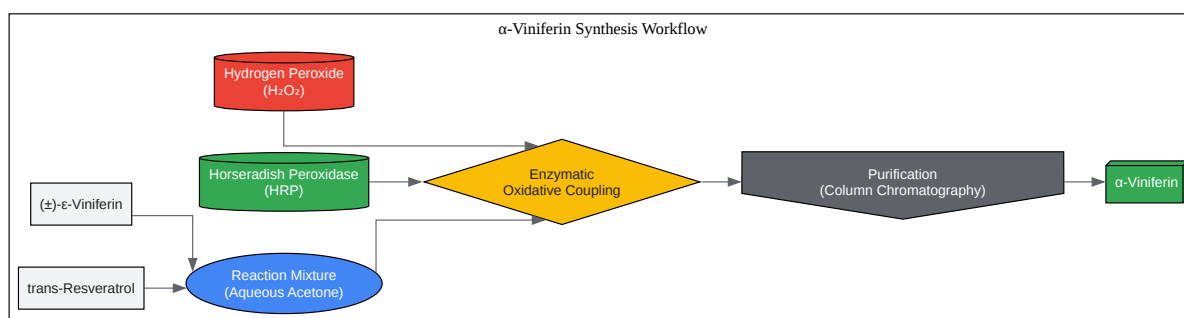 α-Viniferin Synthesis Workflow
Hydrogen Peroxide
(H₂O₂)
Horseradish Peroxidase
(HRP)
Enzymatic
Oxidative Coupling
Purification
(Column Chromatography)
α-Viniferin
(±)-ε-Viniferin
trans-Resveratrol
Reaction Mixture
(Aqueous Acetone)